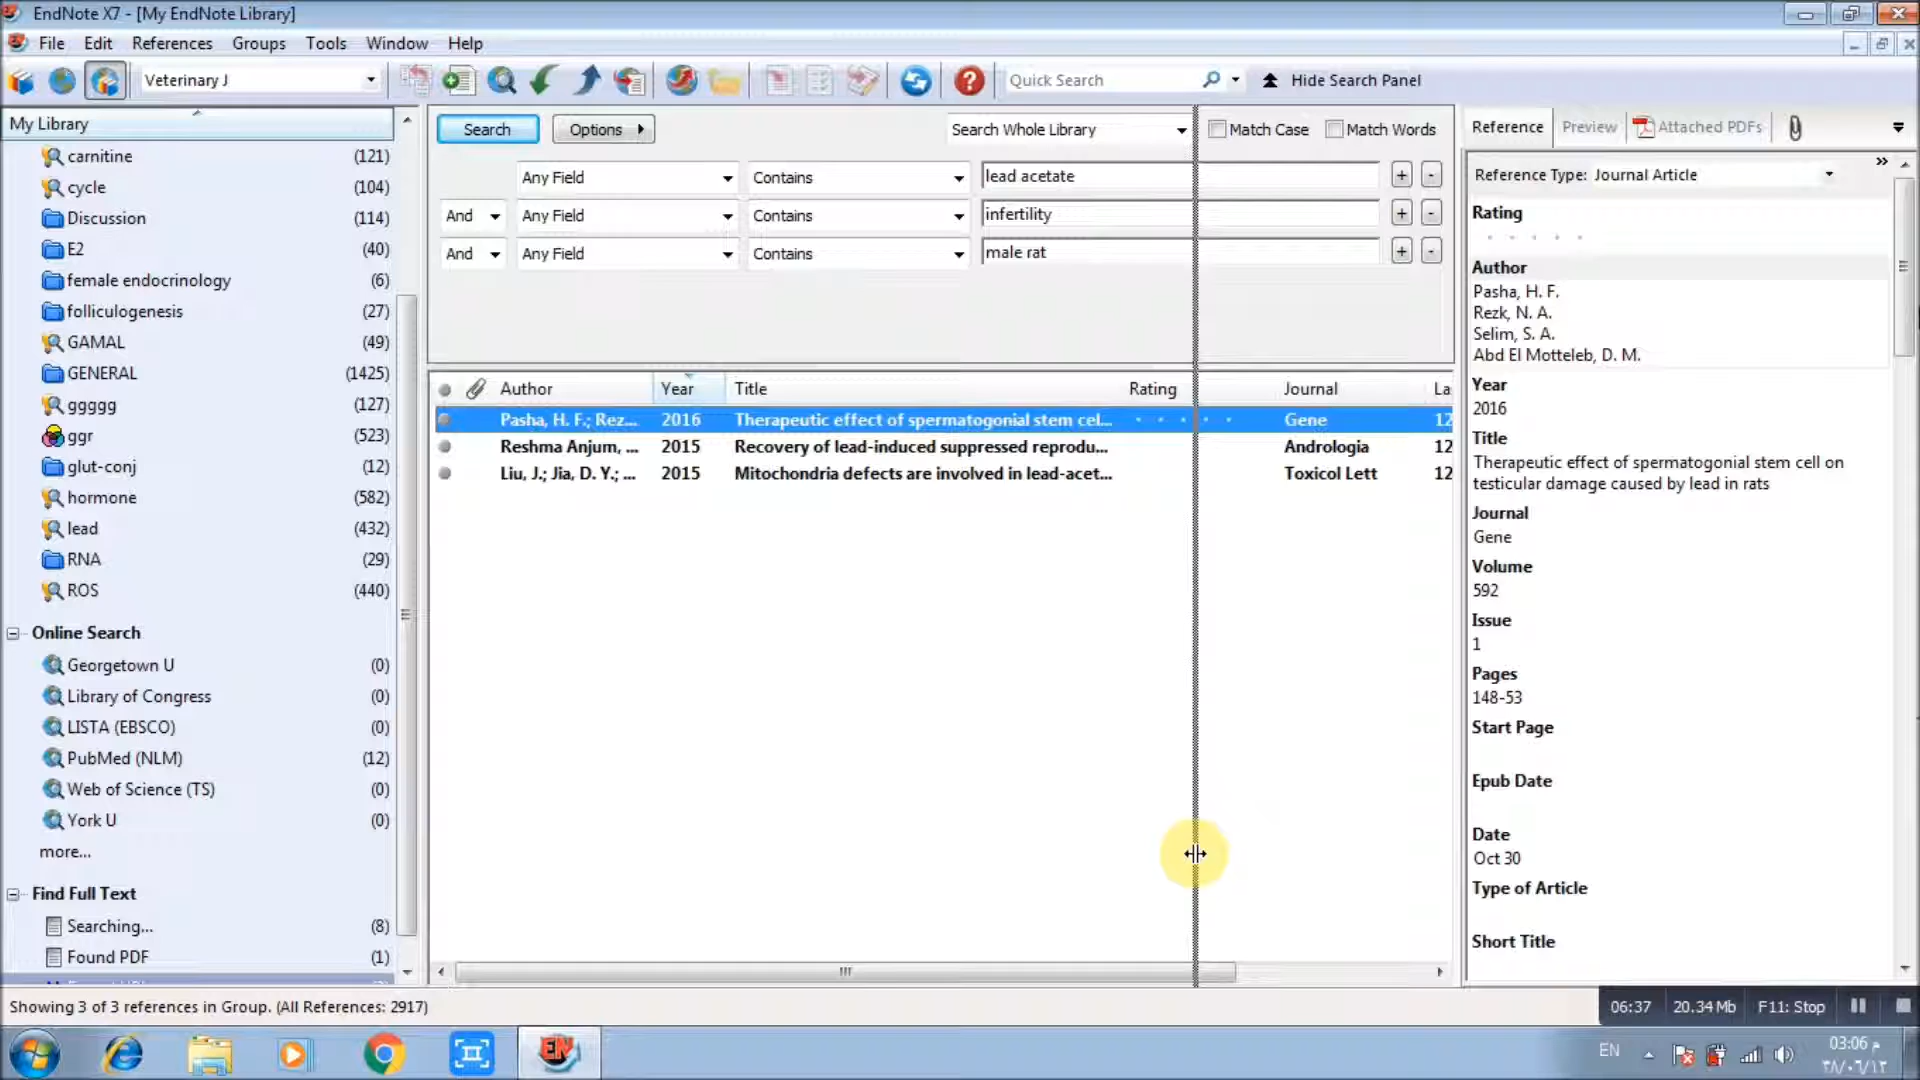 EndNote X7 - [My EndNote Library]
File Edit References Groups Tools Window Help
Veterinary J
Quick Search
Hide Search Panel
My Library
carnitine (121)
cycle (104)
Discussion (114)
E2 (40)
female endocrinology (6)
folliculogenesis (27)
GAMAL (49)
GENERAL (1425)
ggggg (127)
ggr (523)
glut-conj (12)
hormone (582)
lead (432)
RNA (29)
ROS (440)
Online Search
Georgetown U (0)
Library of Congress (0)
LISTA (EBSCO) (0)
PubMed (NLM) (12)
Web of Science (TS) (0)
York U (0)
more...
Find Full Text
Searching... (8)
Found PDF (1)
Search Options Search Whole Library Match Case Match Words
Any Field Contains lead acetate + -
And Any Field Contains infertility + -
And Any Field Contains male rat + -
Author Year Title Rating Journal La
Pasha, H. F.; Rez... 2016 Therapeutic effect of spermatogonial stem cel... Gene 12
Reshma Anjum, ... 2015 Recovery of lead-induced suppressed reprodu... Andrologia 12
Liu, J.; Jia, D. Y.; ... 2015 Mitochondria defects are involved in lead-acet... Toxicol Lett 12
Reference Preview Attached PDFs
Reference Type: Journal Article
Rating
Author
Pasha, H. F.
Rezk, N. A.
Selim, S. A.
Abd El Motteleb, D. M.
Year
2016
Title
Therapeutic effect of spermatogonial stem cell on
testicular damage caused by lead in rats
Journal
Gene
Volume
592
Issue
1
Pages
148-53
Start Page
Epub Date
Date
Oct 30
Type of Article
Short Title
Showing 3 of 3 references in Group. (All References: 2917)
06:37 20.34 Mb F11: Stop
EN
03:06 م